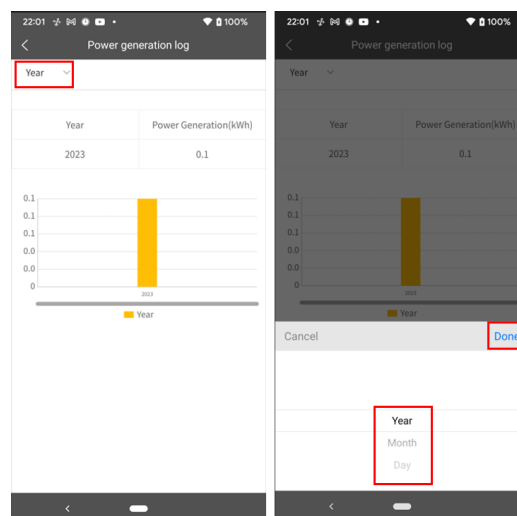 22:01 100%
Power generation log
Year
Year Power Generation(kWh)
2023 0.1
0.1
0.1
0.1
0.0
0.0
0
2023
Year
22:01 100%
Power generation log
Year
Year Power Generation(kWh)
2023 0.1
0.1
0.1
0.1
0.0
0.0
0
2023
Year
Cancel Done
Year
Month
Day